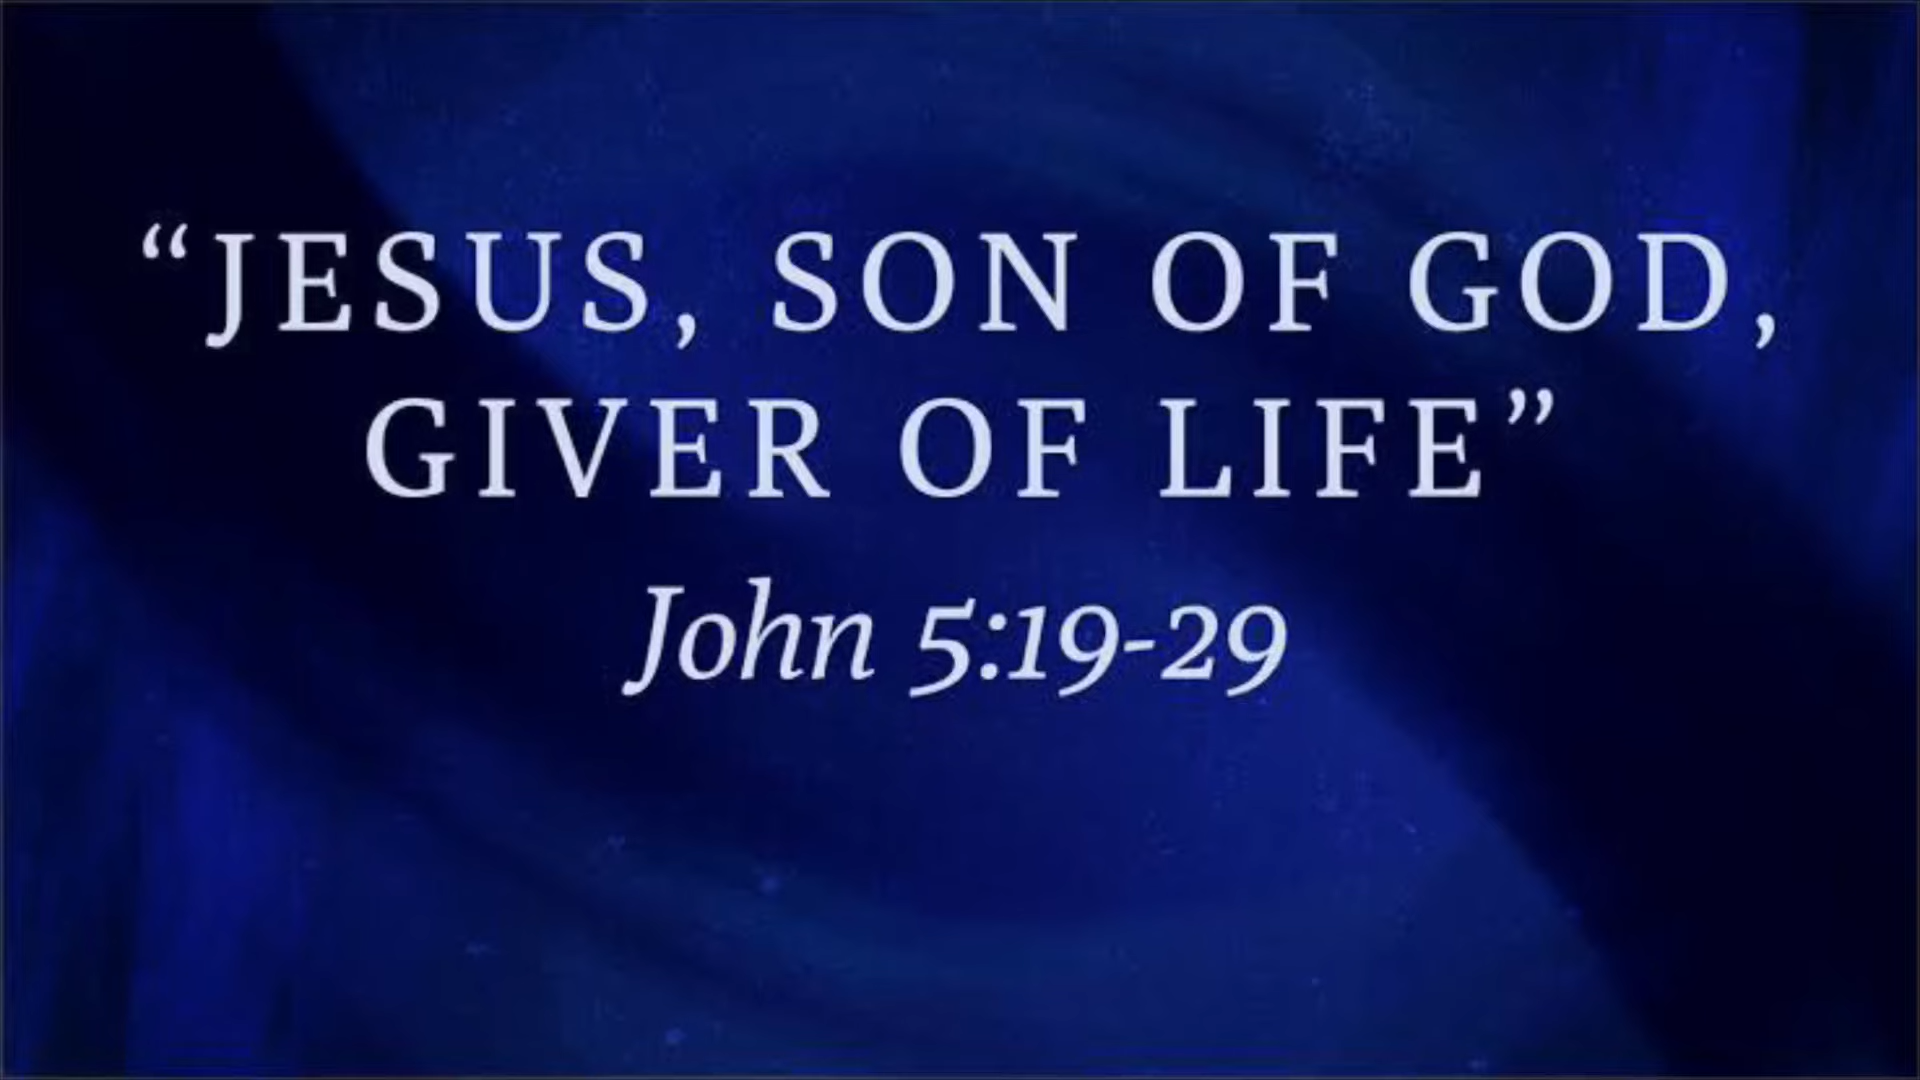 “JESUS, SON OF GOD,
GIVER OF LIFE”
John 5:19-29